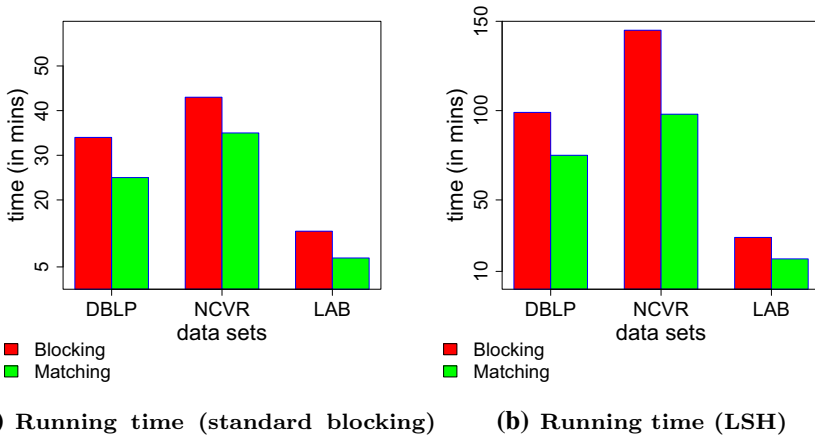 time (in mins)
50
40
30
20
5
DBLP NCVR LAB
data sets
Blocking
Matching
) Running time (standard blocking)
time (in mins)
150
100
50
10
DBLP NCVR LAB
data sets
Blocking
Matching
(b) Running time (LSH)